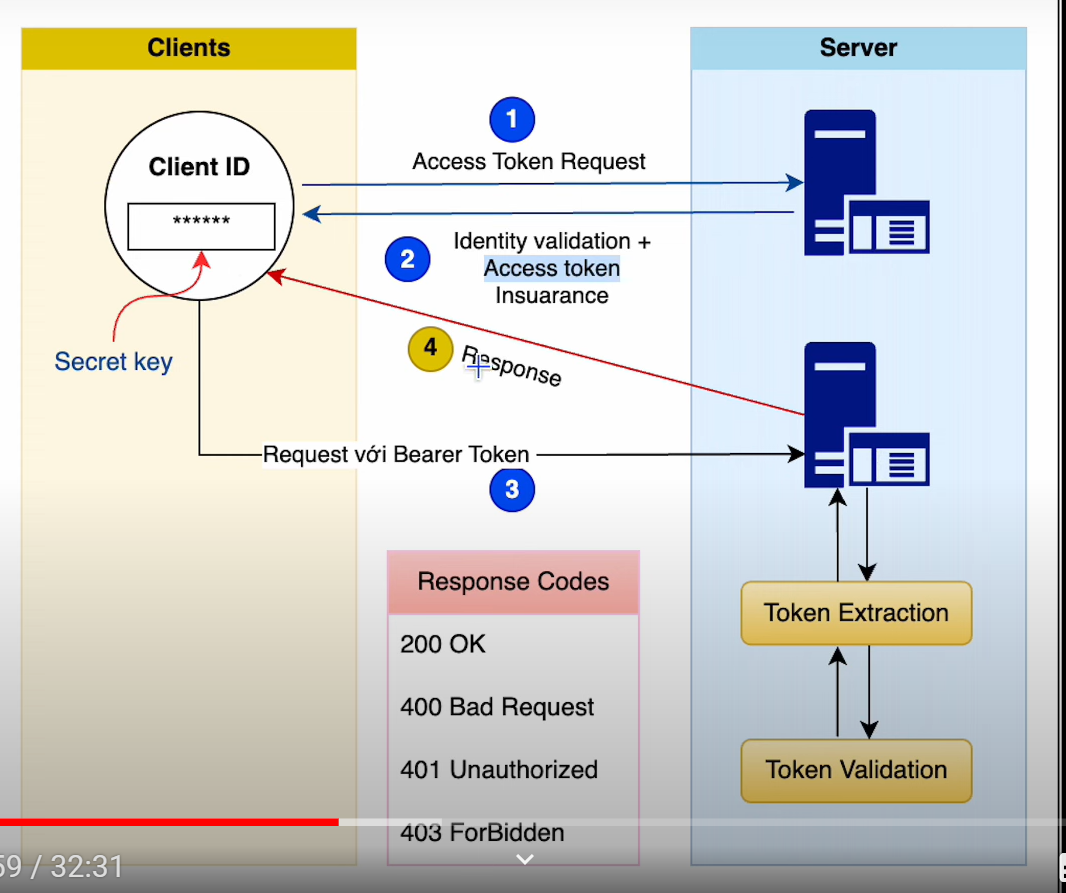 Clients
Server
Client ID
******
Secret key
1
Access Token Request
2
Identity validation +
Access token
Insuarance
4
Response
Request với Bearer Token
3
Response Codes
200 OK
400 Bad Request
401 Unauthorized
403 ForBidden
Token Extraction
Token Validation
59 / 32:31